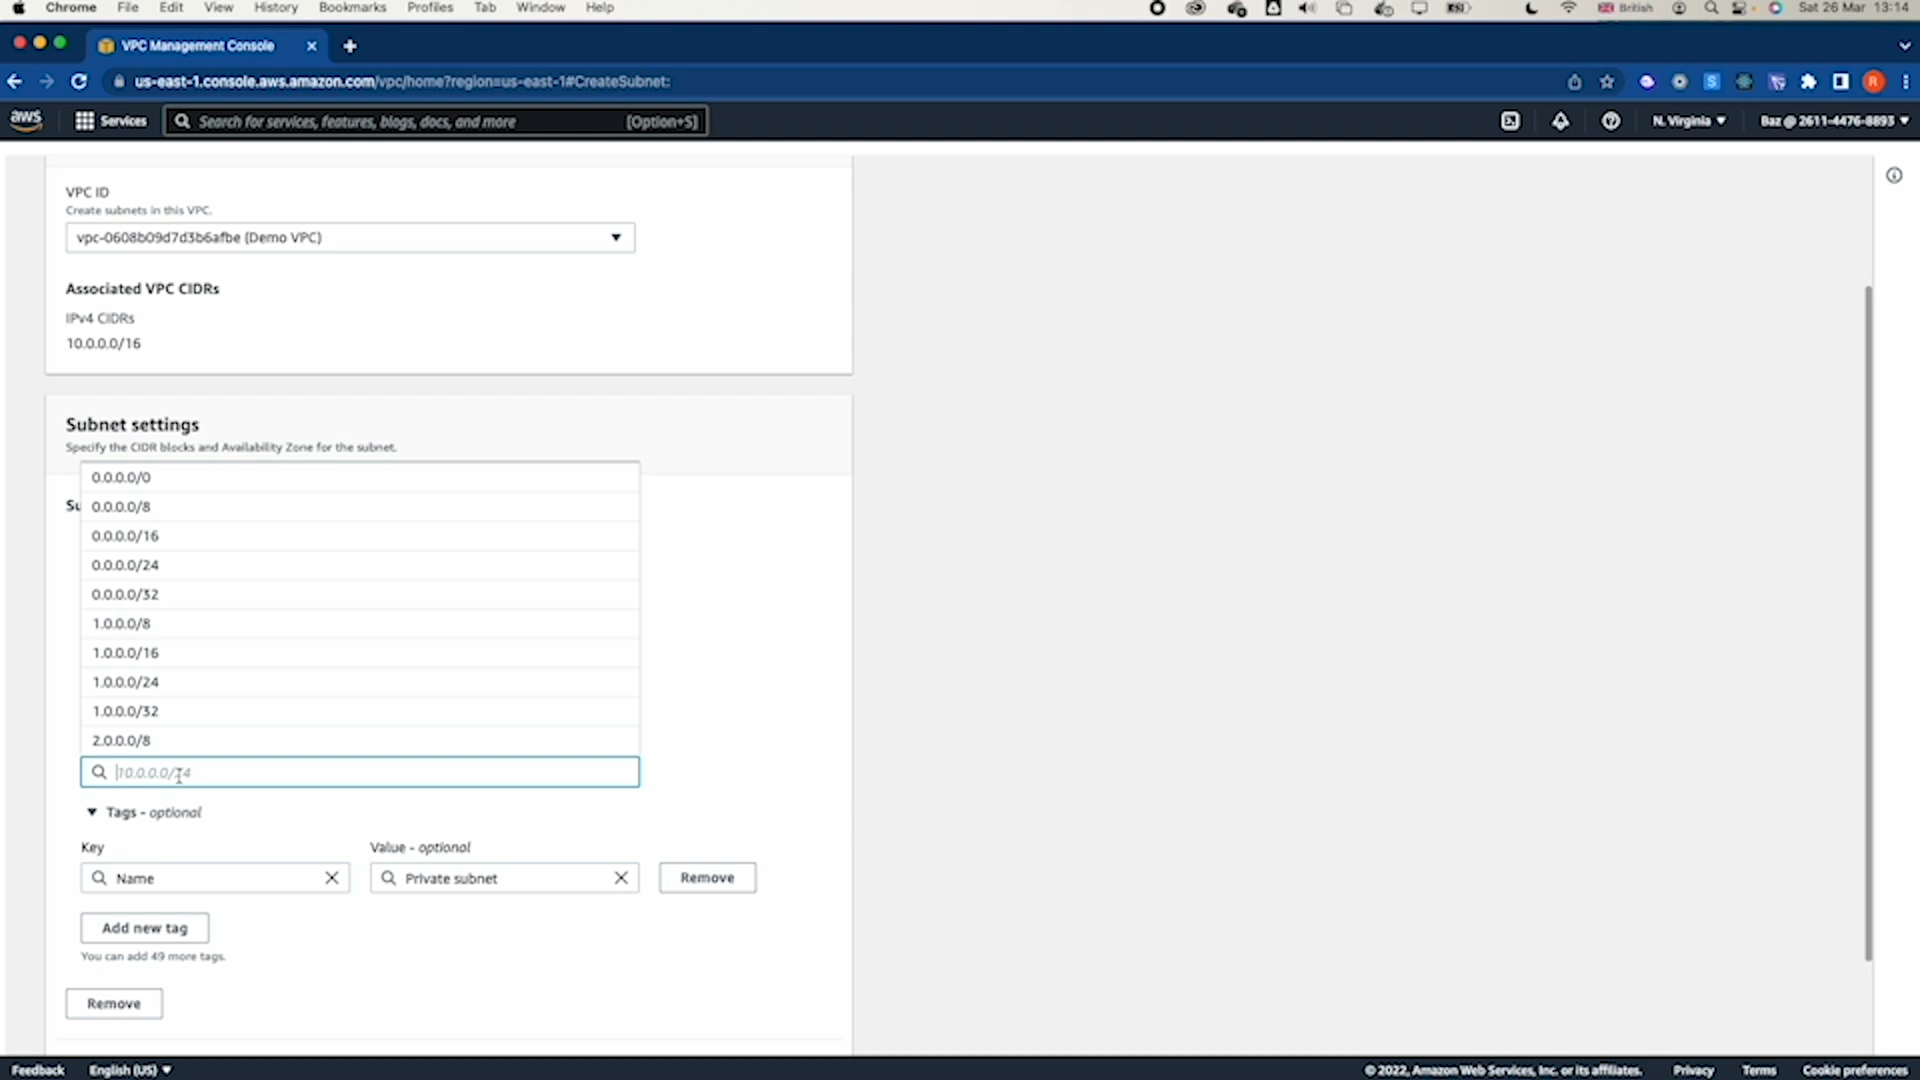 Chrome File Edit View History Bookmarks Profiles Tab Window Help British Sat 26 Mar 13:14
VPC Management Console
us-east-1.console.aws.amazon.com/vpc/home?region=us-east-1#CreateSubnet:
aws Services Search for services, features, blogs, docs, and more [Option+S] N. Virginia Baz @ 2611-4476-8893
VPC ID
Create subnets in this VPC.
vpc-0608b09d7d3b6afbe (Demo VPC)
Associated VPC CIDRs
IPv4 CIDRs
10.0.0.0/16
Subnet settings
Specify the CIDR blocks and Availability Zone for the subnet.
0.0.0.0/0
Su 0.0.0.0/8
0.0.0.0/16
0.0.0.0/24
0.0.0.0/32
1.0.0.0/8
1.0.0.0/16
1.0.0.0/24
1.0.0.0/32
2.0.0.0/8
10.0.0.0/24
Tags - optional
Key Value - optional
Name Private subnet Remove
Add new tag
You can add 49 more tags.
Remove
Feedback English (US) © 2022, Amazon Web Services, Inc. or its affiliates. Privacy Terms Cookie preferences